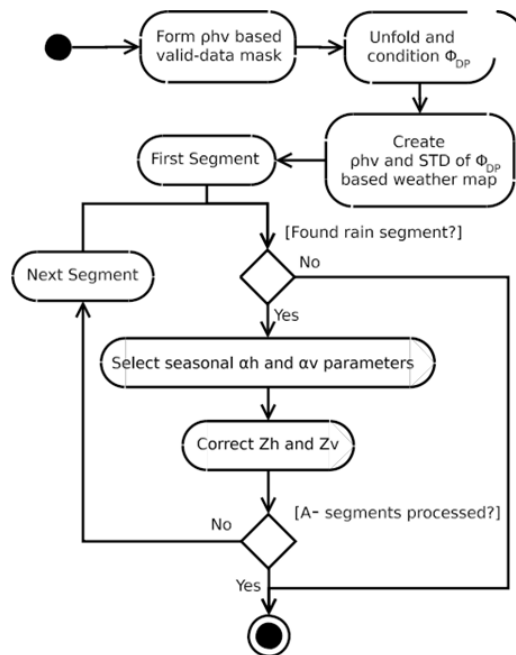 Form ρhv based
valid-data mask
Unfold and
condition Φ_DP
Create
ρhv and STD of Φ_DP
based weather map
First Segment
[Found rain segment?]
Next Segment
No
Yes
Select seasonal αh and αv parameters
Correct Zh and Zv
No
[A- segments processed?]
Yes